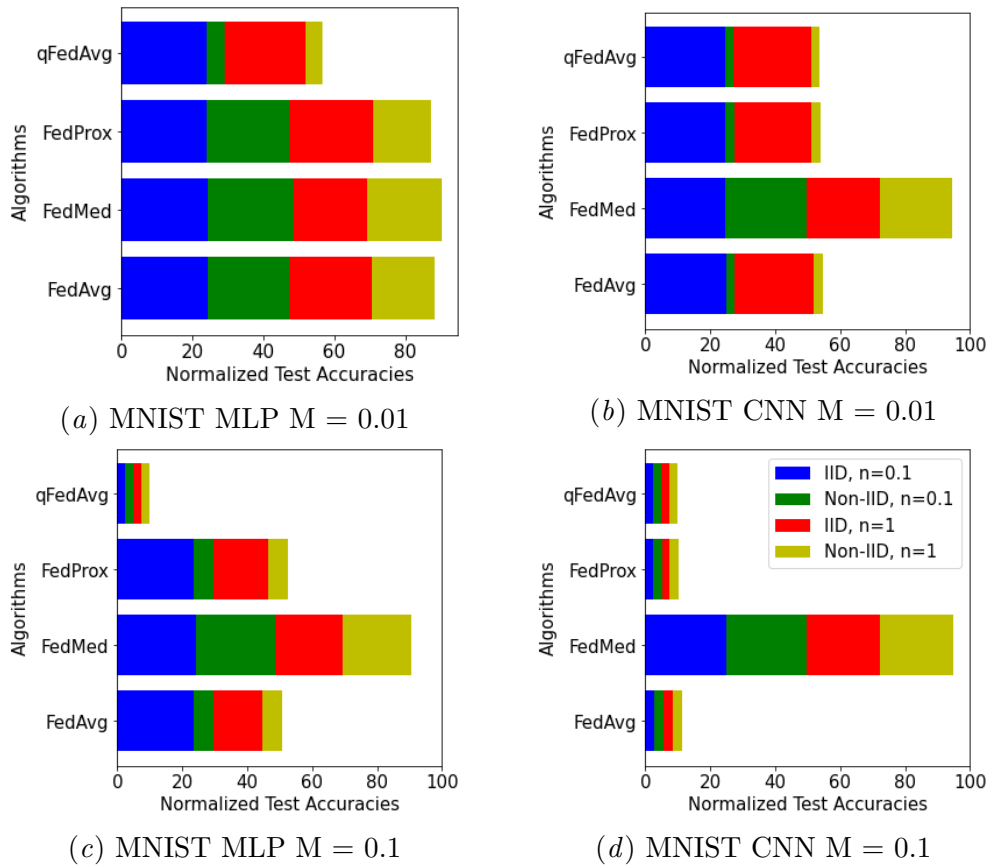 Algorithms
qFedAvg
FedProx
FedMed
FedAvg
0 20 40 60 80
Normalized Test Accuracies
(a) MNIST MLP M = 0.01
Algorithms
qFedAvg
FedProx
FedMed
FedAvg
0 20 40 60 80 100
Normalized Test Accuracies
(b) MNIST CNN M = 0.01
Algorithms
qFedAvg
FedProx
FedMed
FedAvg
0 20 40 60 80 100
Normalized Test Accuracies
(c) MNIST MLP M = 0.1
Algorithms
qFedAvg
FedProx
FedMed
FedAvg
IID, n=0.1
Non-IID, n=0.1
IID, n=1
Non-IID, n=1
0 20 40 60 80 100
Normalized Test Accuracies
(d) MNIST CNN M = 0.1